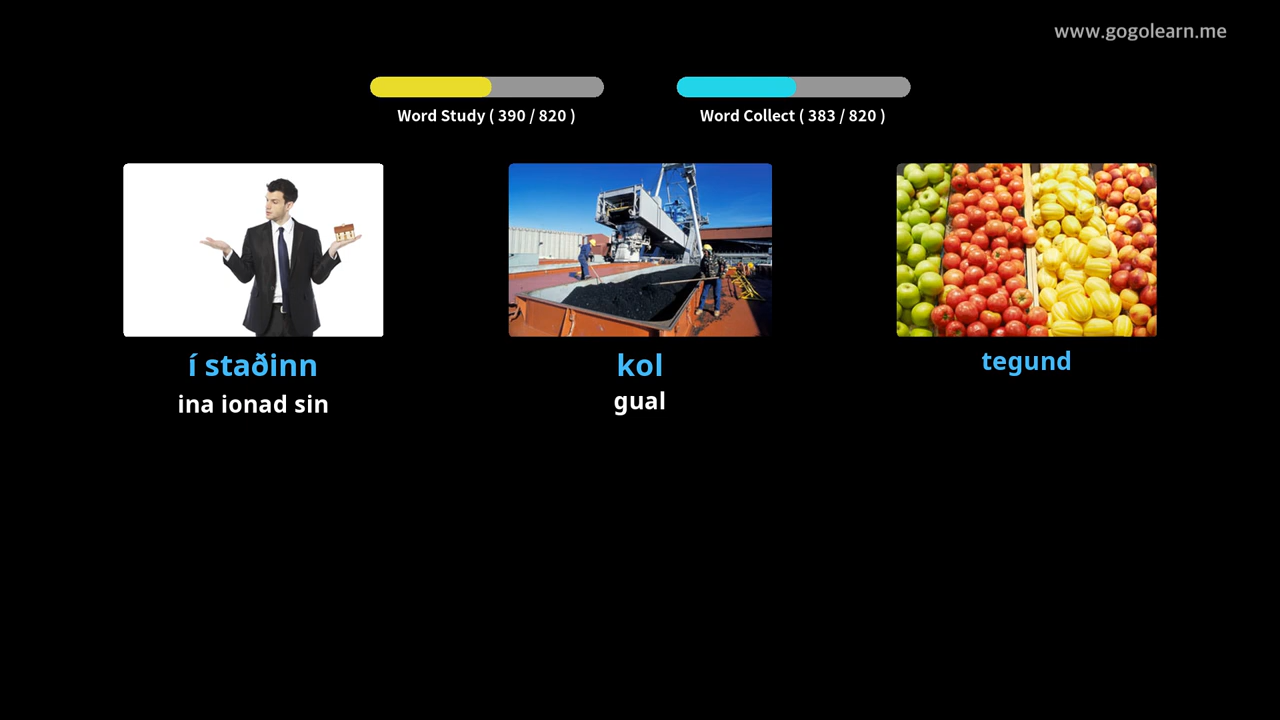 www.gogolearn.me
Word Study ( 390 / 820 )
Word Collect ( 383 / 820 )
í staðinn
ina ionad sin
kol
gual
tegund